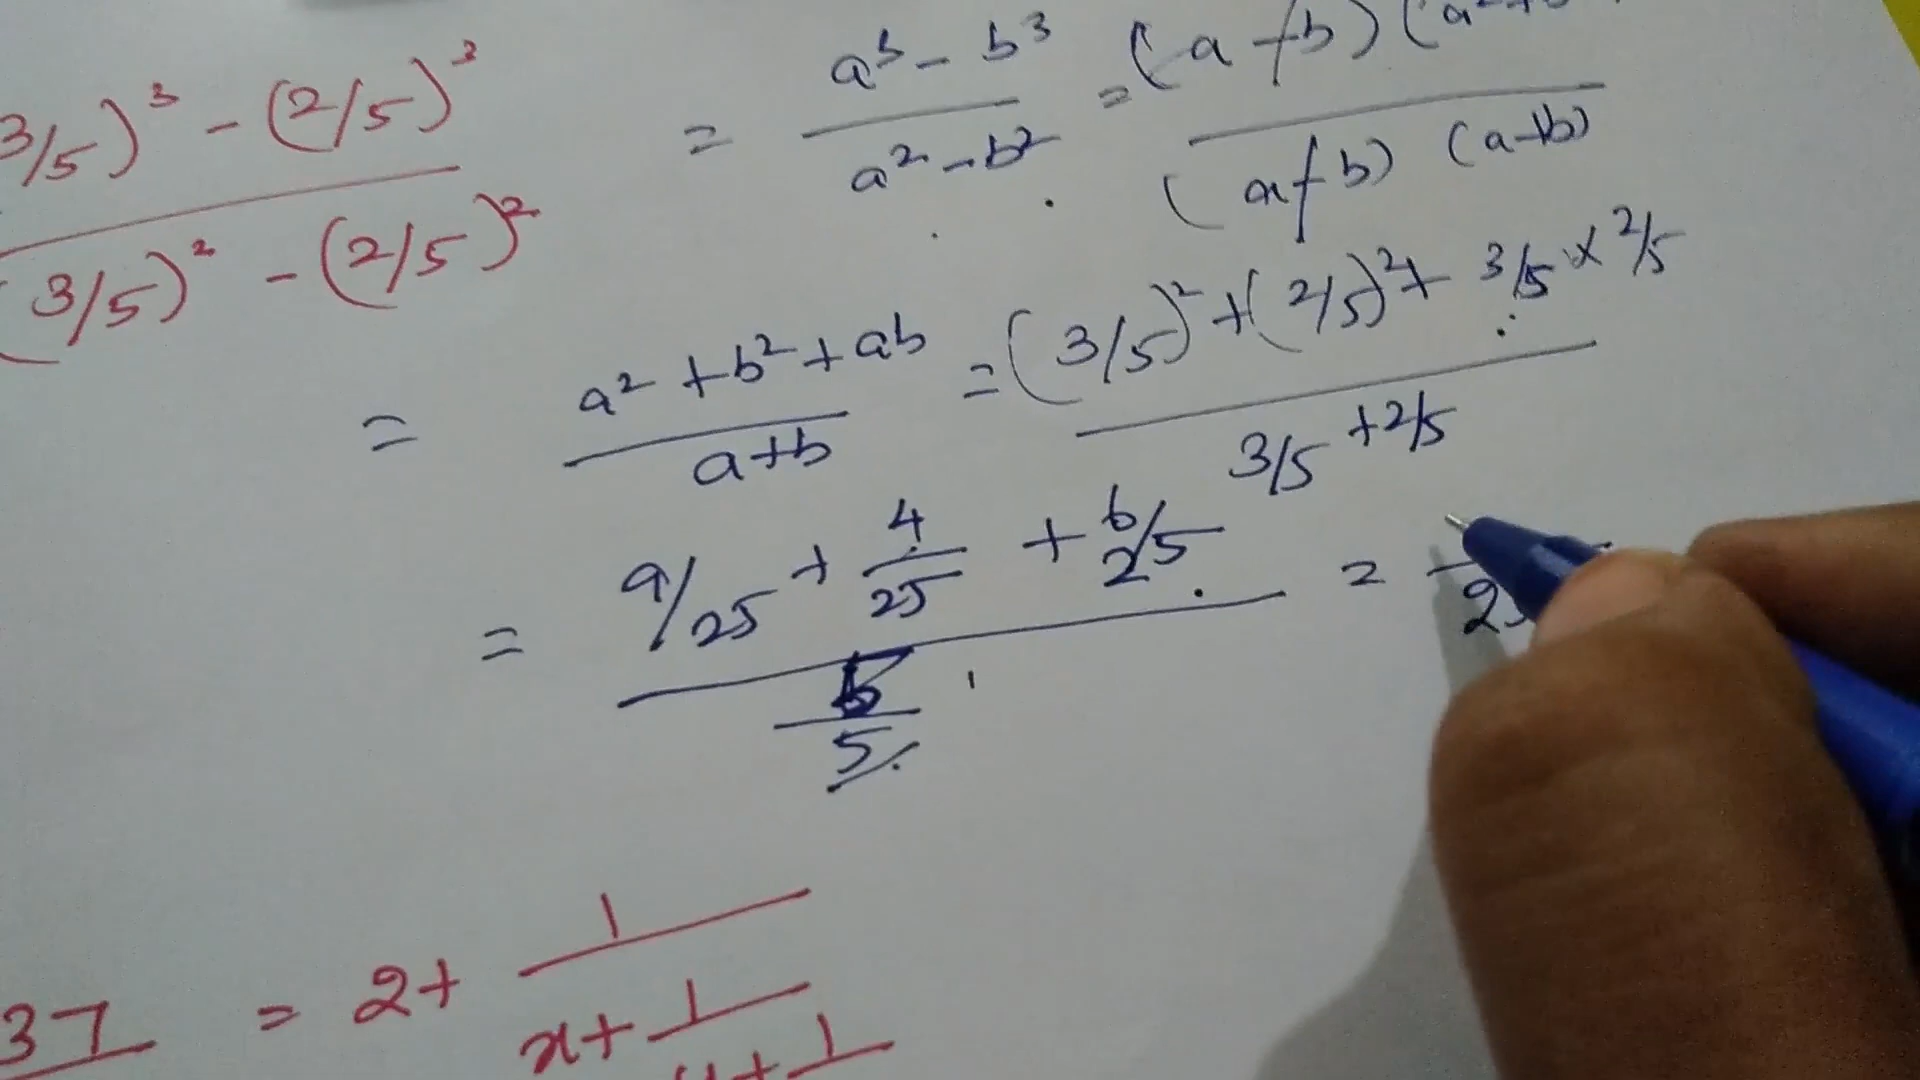 3/5)³ - (2/5)³ / 3/5)² - (2/5)²
= a³ - b³ / a² - b² = (a - b) (a² + / (a - b) (a+b)
= a² + b² + ab / a+b = (3/5)² + (2/5)² + 3/5 × 2/5 / 3/5 + 2/5
= 9/25 + 4/25 + 6/25 / 5/5 = / 2
37 = 2 + 1 / x + 1 / + 1